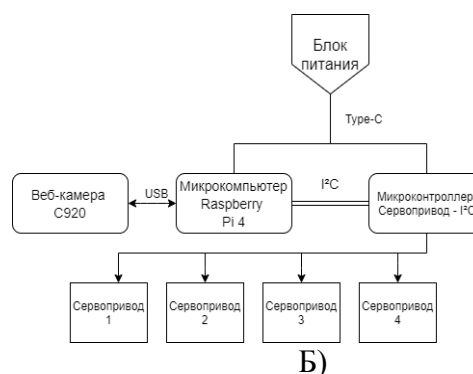 Блок
питания
Type-C
Веб-камера
C920
USB
Микрокомпьютер
Raspberry
Pi 4
I²C
Микроконтроллер
Сервопривод - I²C
Сервопривод
1
Сервопривод
2
Сервопривод
3
Сервопривод
4
Б)